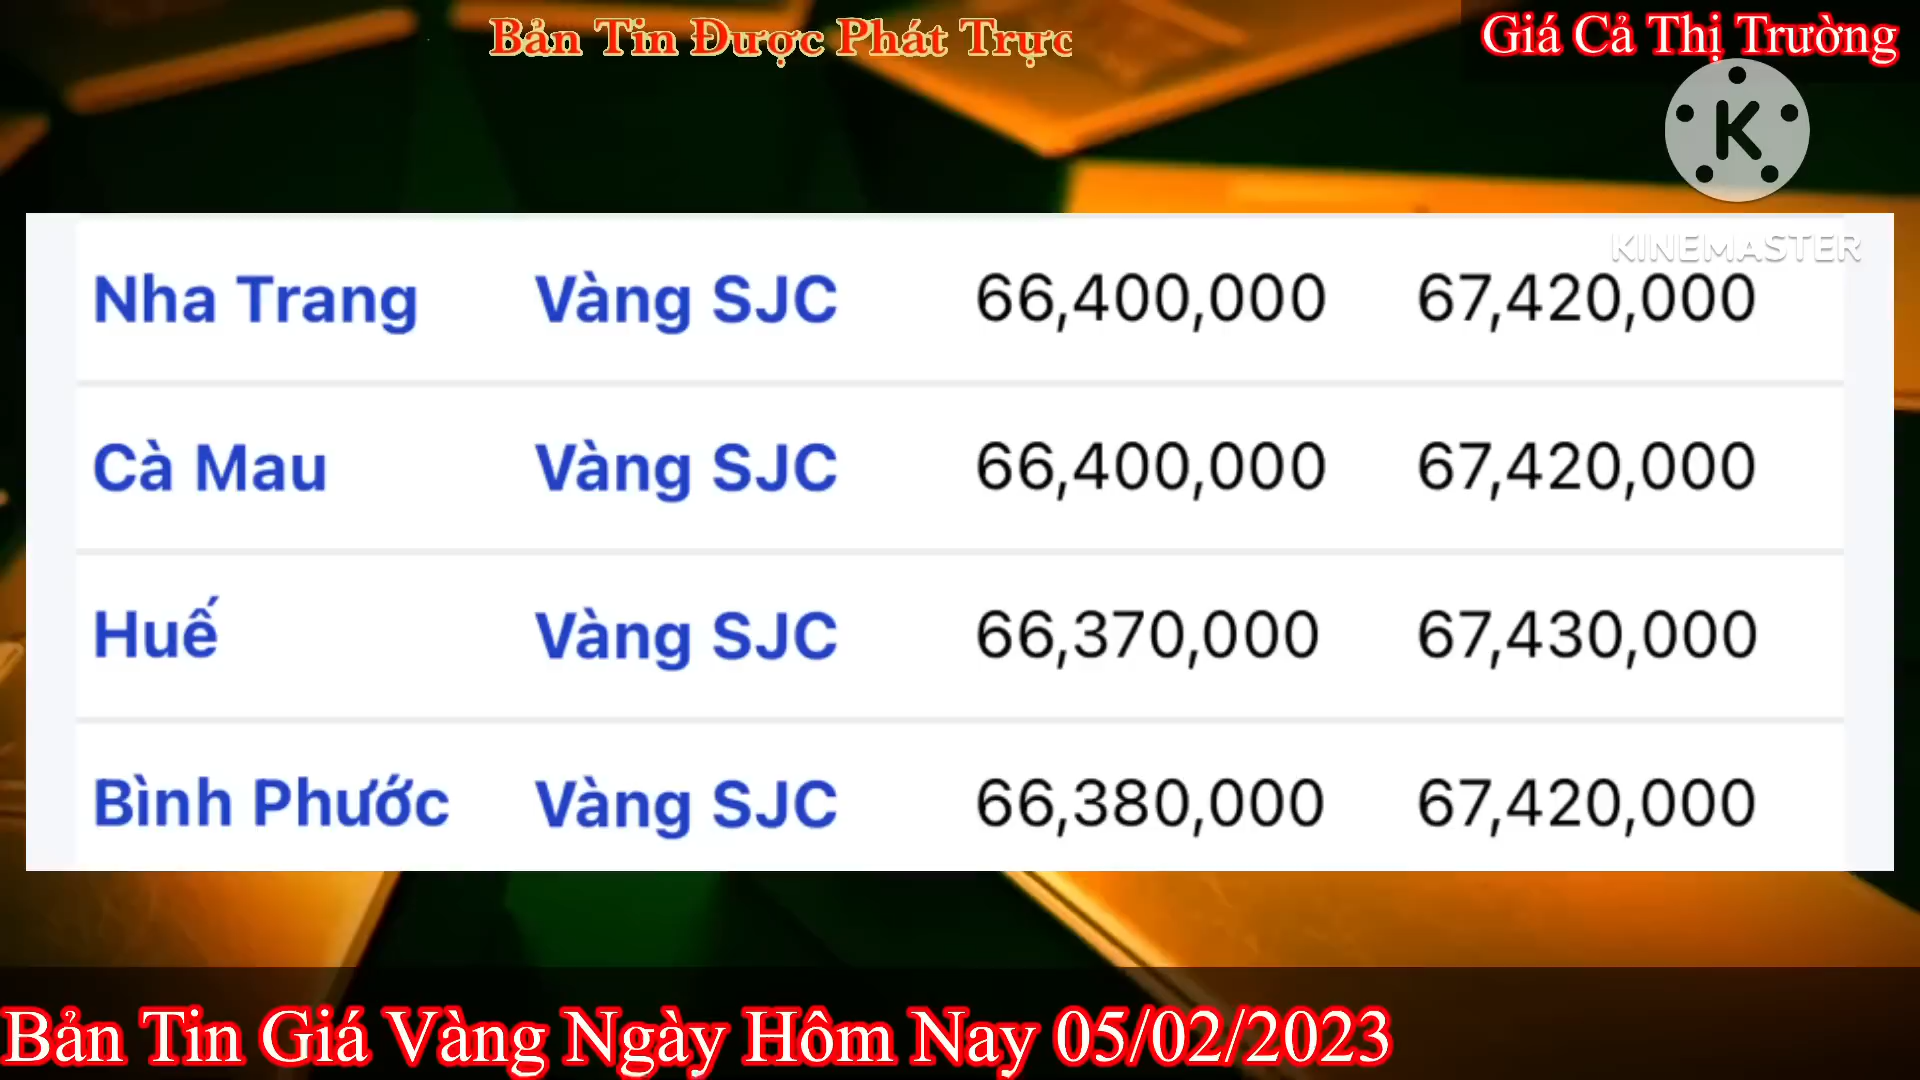 Bản Tin Được Phát Trực
Giá Cả Thị Trường
K
KINEMASTER
Nha Trang Vàng SJC 66,400,000 67,420,000
Cà Mau Vàng SJC 66,400,000 67,420,000
Huế Vàng SJC 66,370,000 67,430,000
Bình Phước Vàng SJC 66,380,000 67,420,000
Bản Tin Giá Vàng Ngày Hôm Nay 05/02/2023